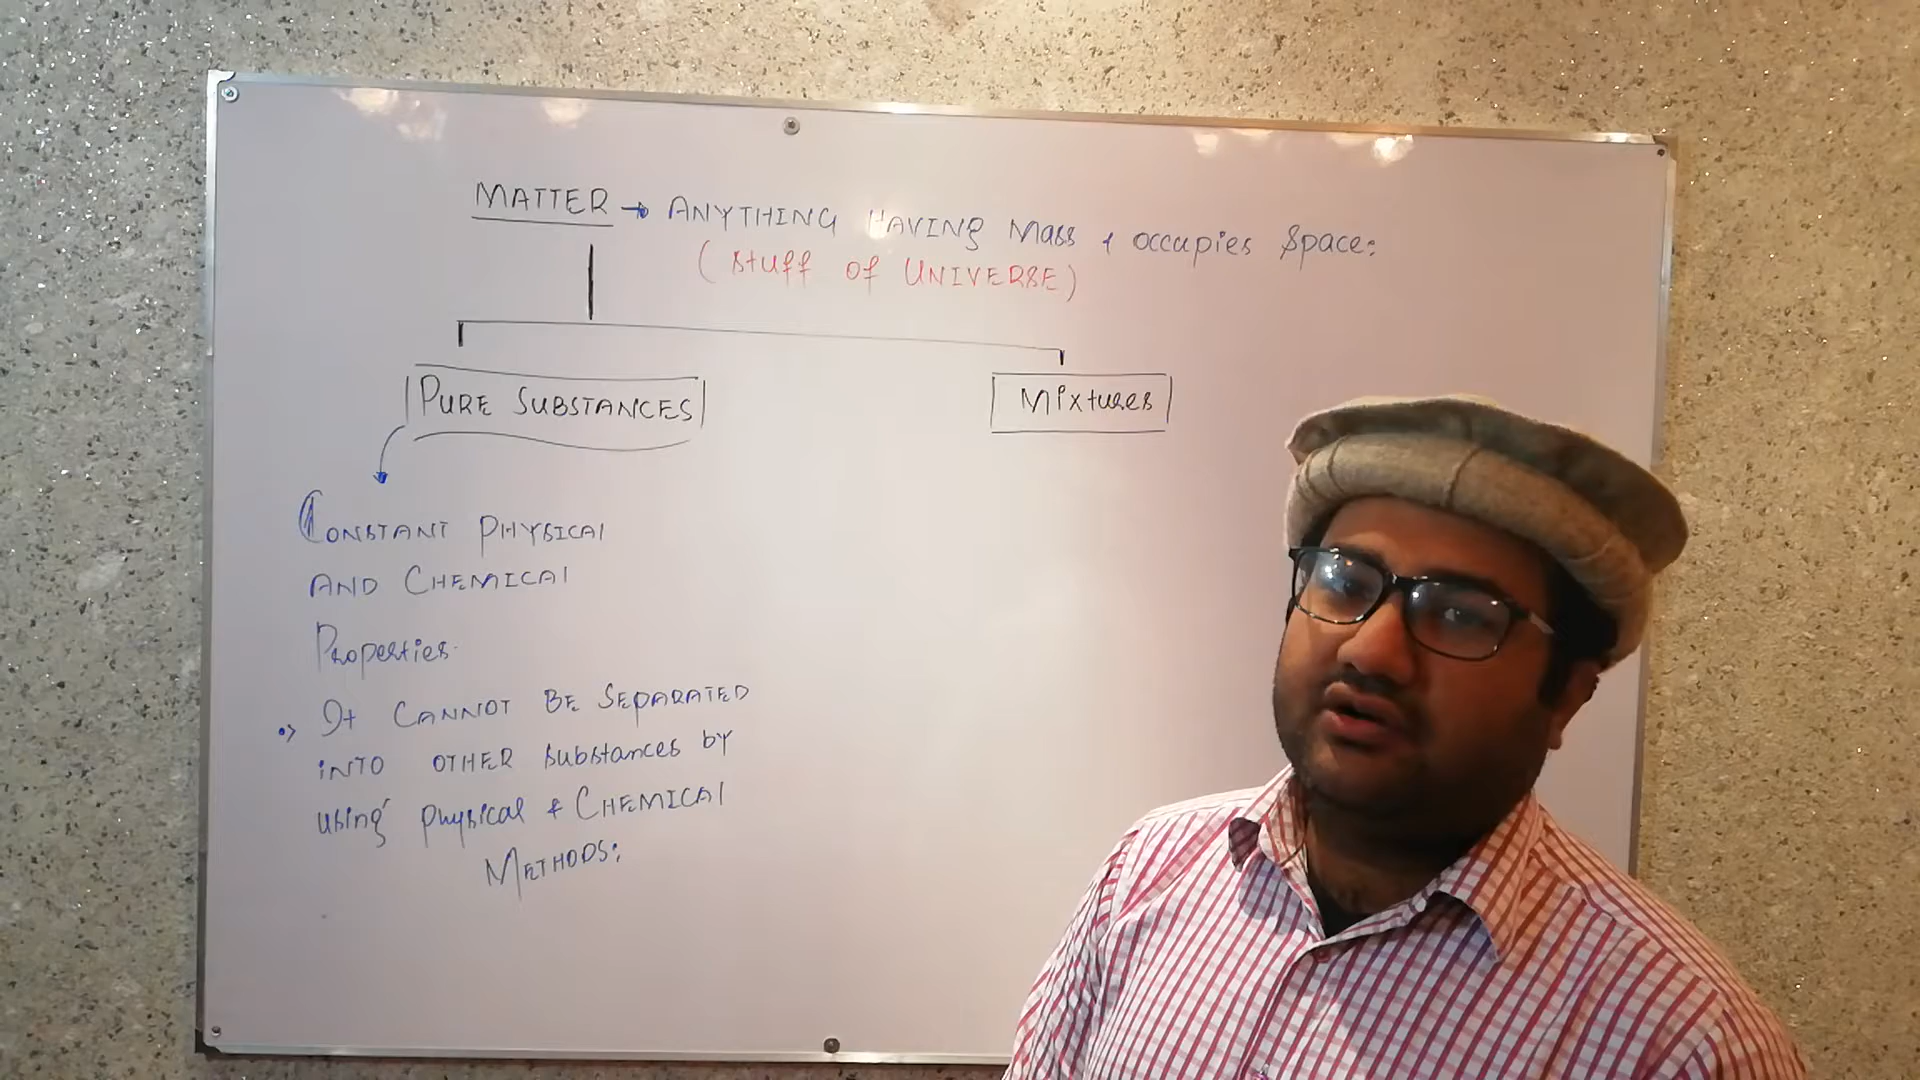 MATTER → ANYTHING HAVING Mass & occupies Space:
(Stuff of UNIVERSE)
PURE SUBSTANCES
Mixtures
CONSTANT PHYSICAl
AND CHEMICAl
Properties.
•> It CANNOT BE SEPARATED
iNTO OTHER substances by
using physical & CHEMICAl
METHODS: